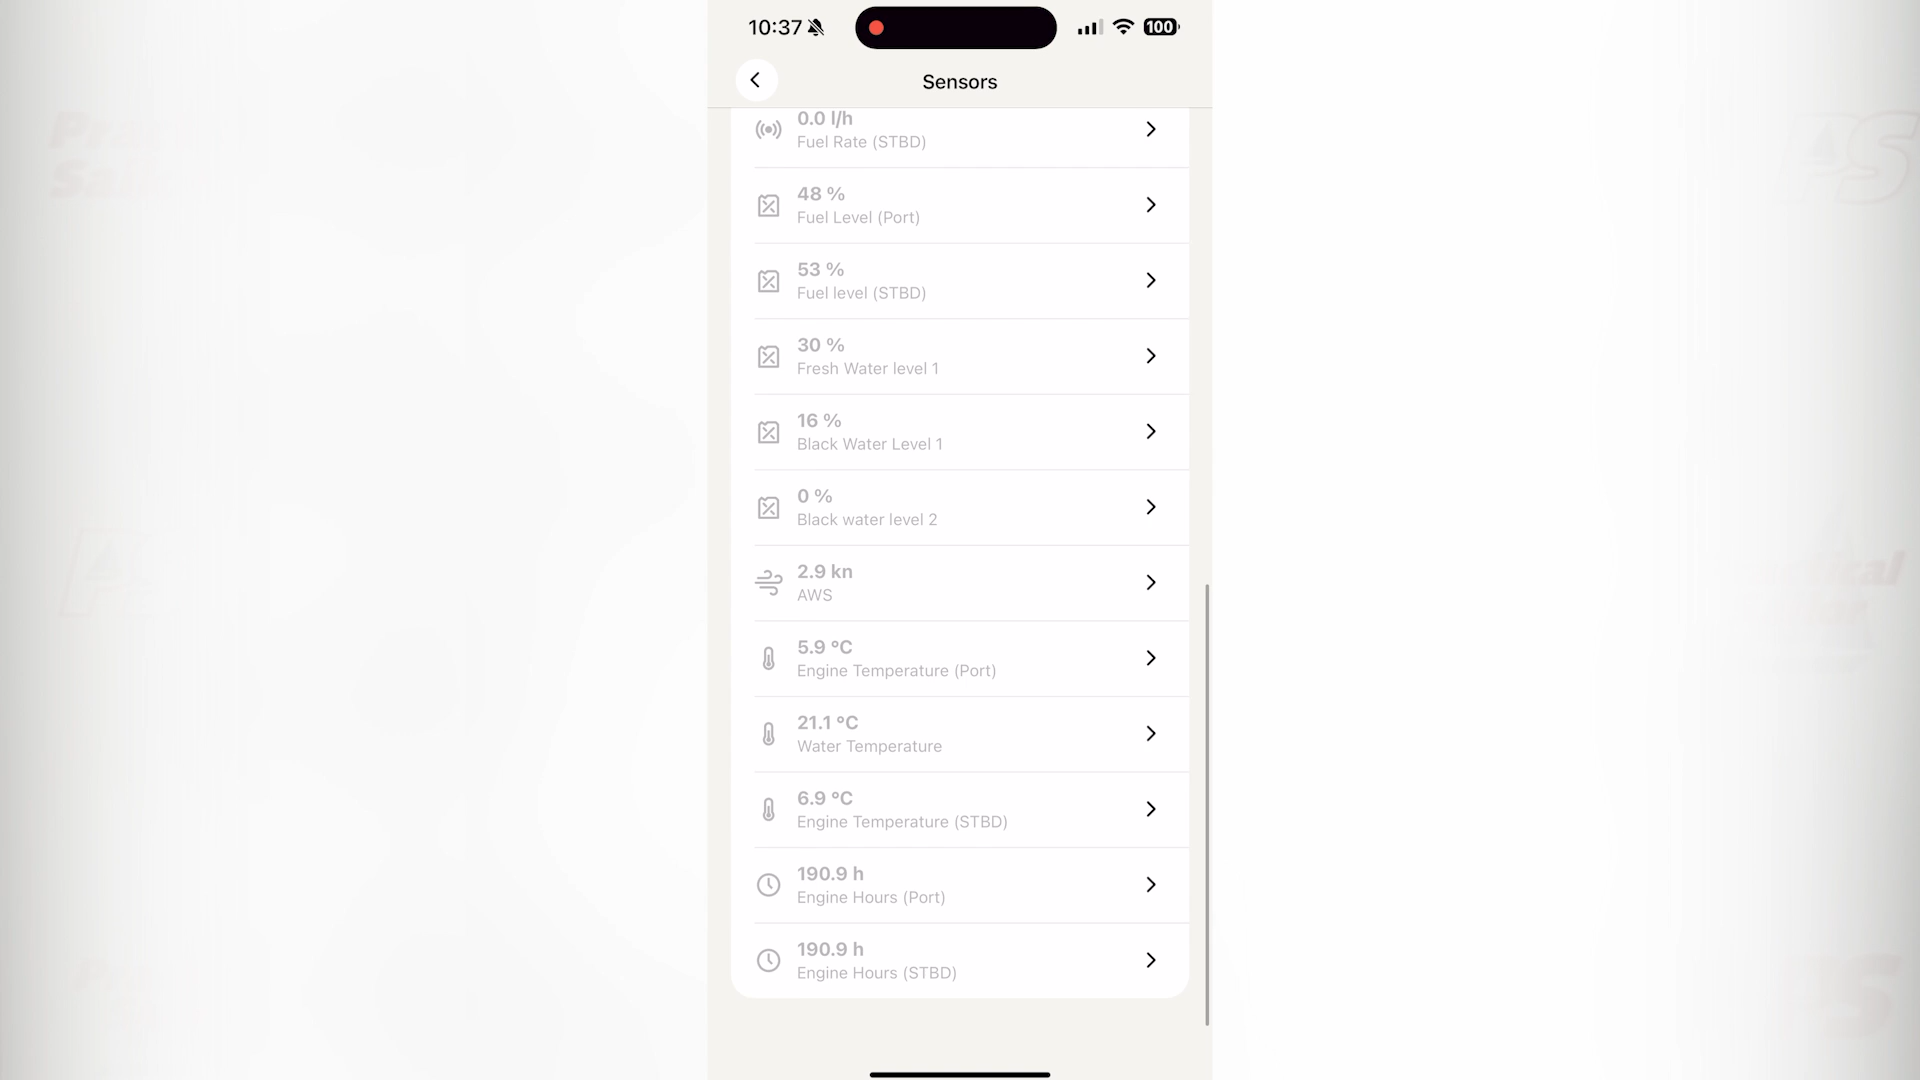 10:37
100
Sensors
0.0 l/h
Fuel Rate (STBD)
48 %
Fuel Level (Port)
53 %
Fuel level (STBD)
30 %
Fresh Water level 1
16 %
Black Water Level 1
0 %
Black water level 2
2.9 kn
AWS
5.9 °C
Engine Temperature (Port)
21.1 °C
Water Temperature
6.9 °C
Engine Temperature (STBD)
190.9 h
Engine Hours (Port)
190.9 h
Engine Hours (STBD)
PS